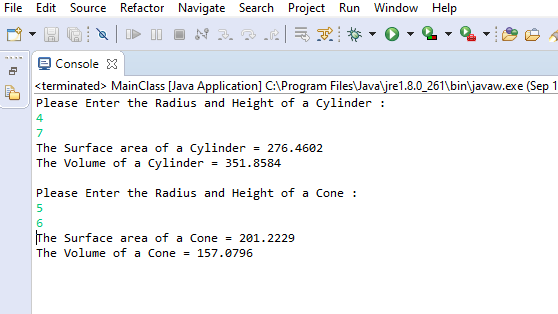 File Edit Source Refactor Navigate Search Project Run Window Help
Console
<terminated> MainClass [Java Application] C:\Program Files\Java\jre1.8.0_261\bin\javaw.exe (Sep 1
Please Enter the Radius and Height of a Cylinder :
4
7
The Surface area of a Cylinder = 276.4602
The Volume of a Cylinder = 351.8584
Please Enter the Radius and Height of a Cone :
5
6
The Surface area of a Cone = 201.2229
The Volume of a Cone = 157.0796